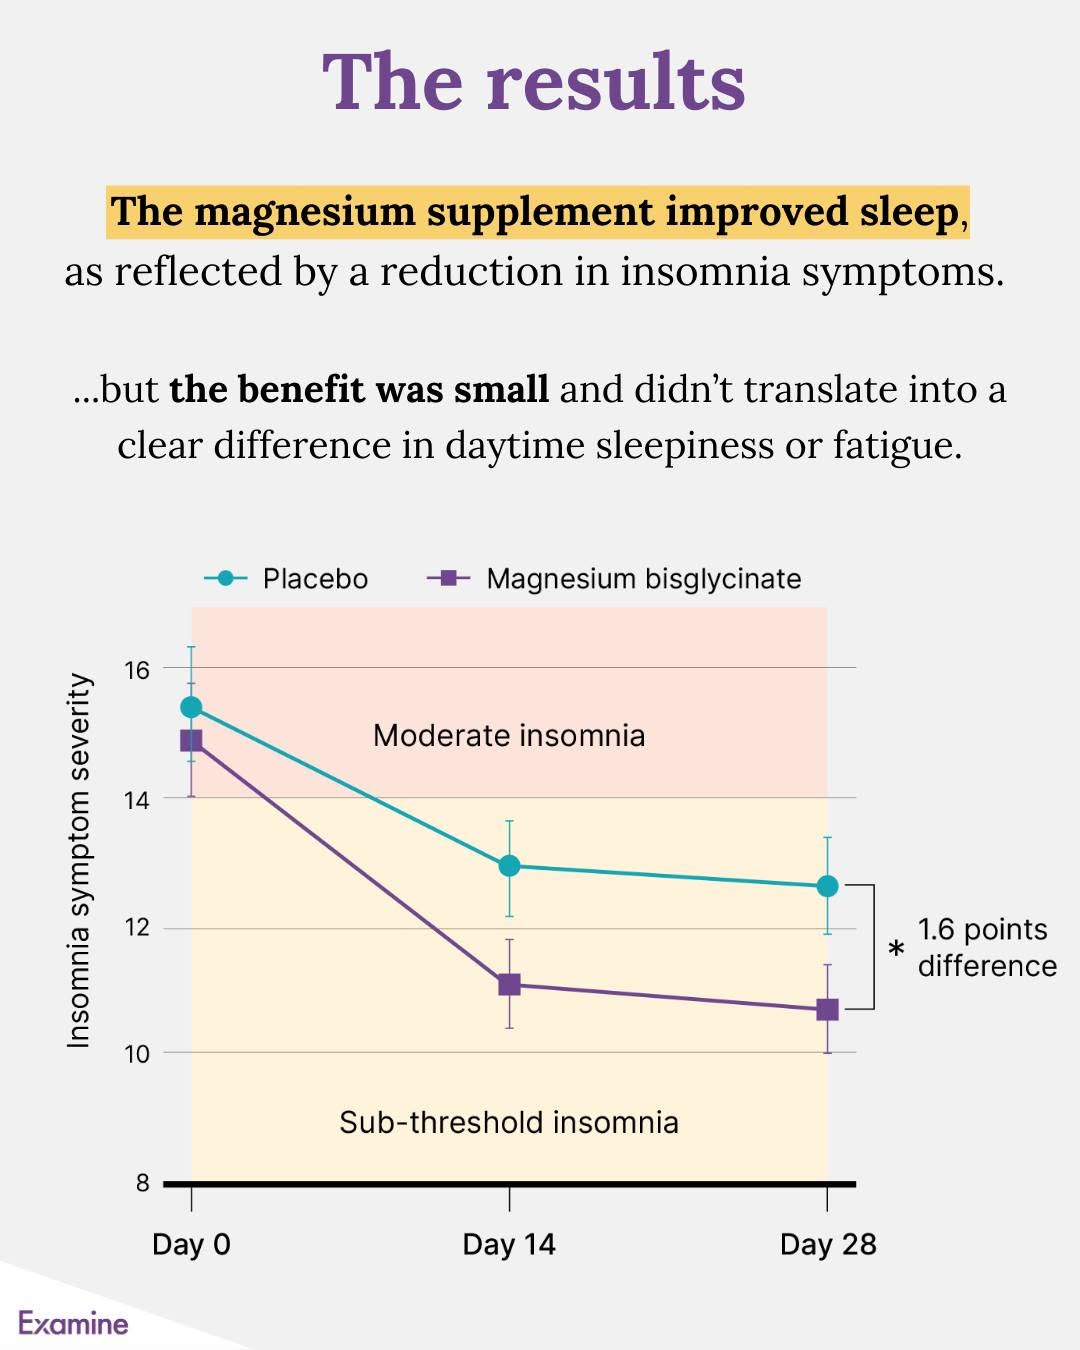 The results
The magnesium supplement improved sleep,
as reflected by a reduction in insomnia symptoms.
...but the benefit was small and didn’t translate into a
clear difference in daytime sleepiness or fatigue.
Placebo
Magnesium bisglycinate
Insomnia symptom severity
16
14
12
10
8
Moderate insomnia
Sub-threshold insomnia
* 1.6 points
difference
Day 0
Day 14
Day 28
Examine